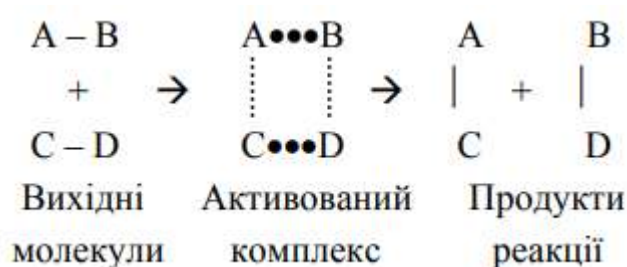 A – B A●●●B A B
+ → → | + |
C – D C●●●D C D
Вихідні Активований Продукти
молекули комплекс реакції